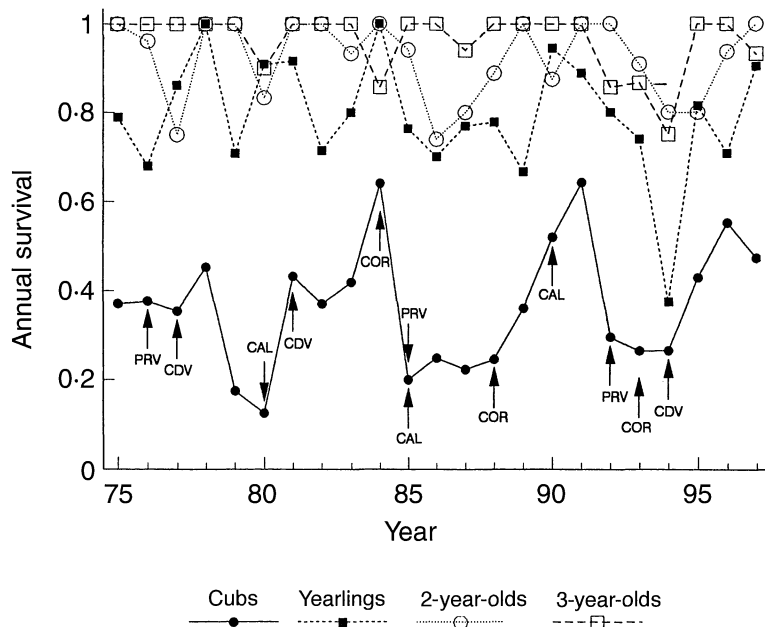 1
0·8
0·6
0·4
0·2
0
Annual survival
COR
PRV
CAL
CAL
PRV
CDV
CDV
CAL
COR
PRV
COR
CDV
75 80 85 90 95
Year
Cubs Yearlings 2-year-olds 3-year-olds